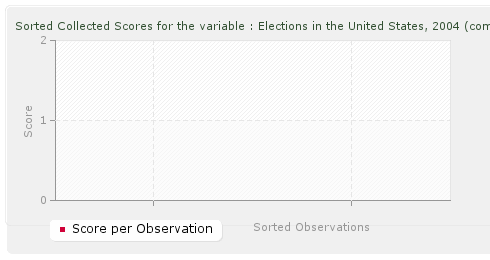 Sorted Collected Scores for the variable : Elections in the United States, 2004 (com
2
1
0
Score
Sorted Observations
Score per Observation